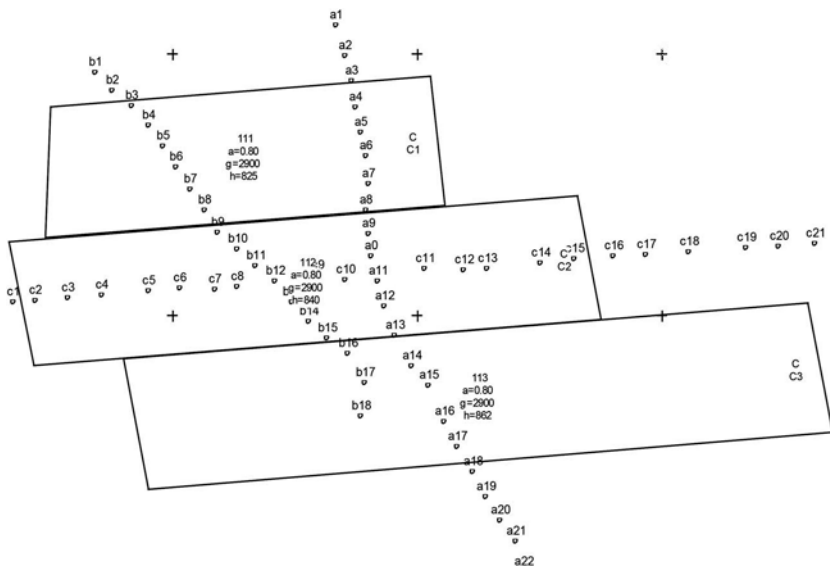 a1
a2
b1
b2
a3
b3
a4
b4
a5
111
C
b5
a6
a=0.80
C1
b6
g=2900
h=825
b7
a7
b8
a8
b9
a9
b10
a0
c21
c20
c19
c18
c17
c16
c15
C
C2
c14
b11
112
c9
c11
c12
c13
a=0.80
b12
c10
a11
g=2900
c8
c7
c6
c5
c4
c3
c2
c1
h=840
a12
b14
b15
a13
b16
a14
C
C3
b17
a15
113
a=0.80
g=2900
h=862
b18
a16
a17
a18
a19
a20
a21
a22